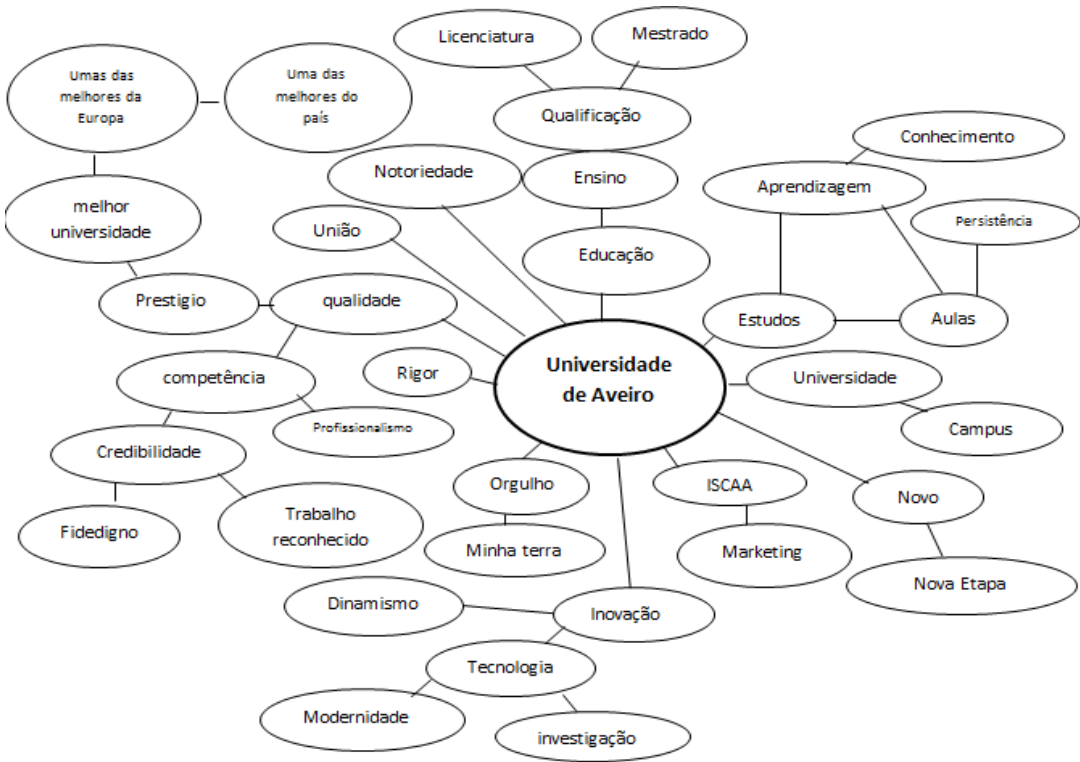 Licenciatura
Mestrado
Umas das
melhores da
Europa
Uma das
melhores do
país
Qualificação
Conhecimento
Notoriedade
Ensino
Aprendizagem
melhor
universidade
União
Persistência
Educação
Prestigio
qualidade
Estudos
Aulas
Universidade
de Aveiro
Rigor
competência
Universidade
Profissionalismo
Campus
Credibilidade
Orgulho
ISCAA
Novo
Trabalho
reconhecido
Fidedigno
Minha terra
Marketing
Nova Etapa
Dinamismo
Inovação
Tecnologia
Modernidade
investigação